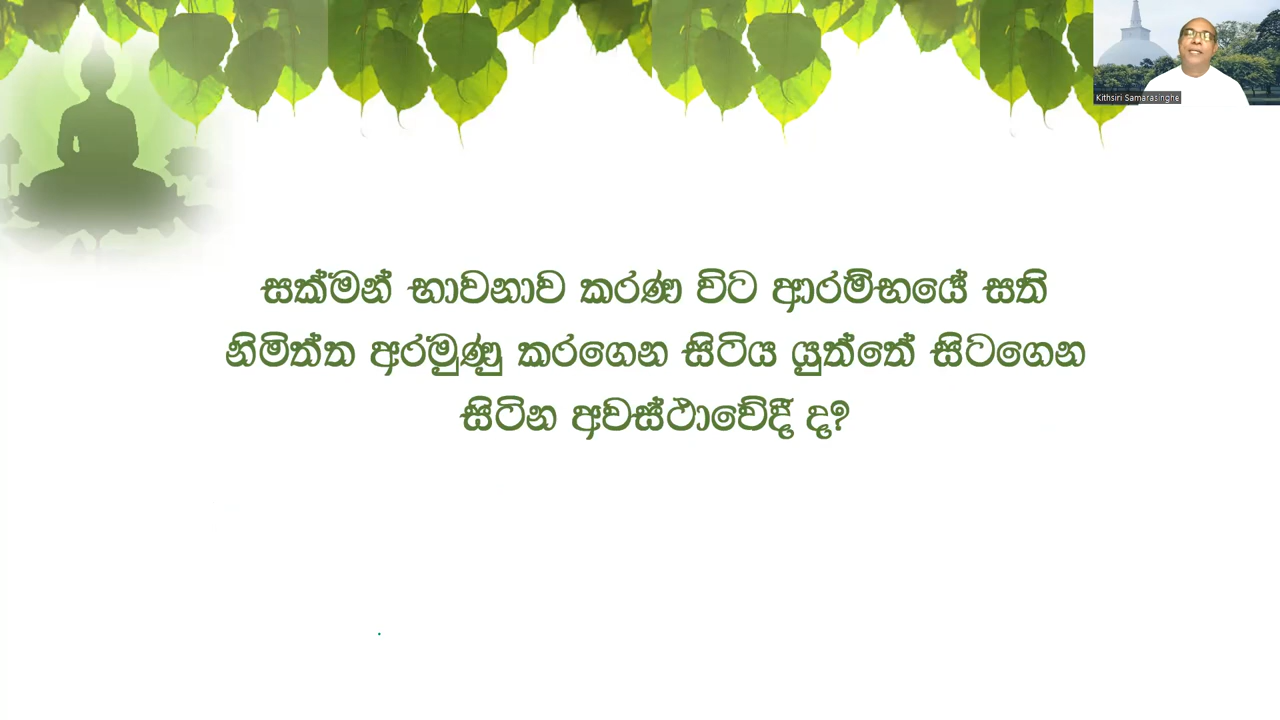 Kithsiri Samarasinghe
සක්මන් භාවනාව කරණ විට ආරම්භයේ සති
නිමිත්ත අරමුණු කරගෙන සිටිය යුත්තේ සිටගෙන
සිටින අවස්ථාවේදී ද?